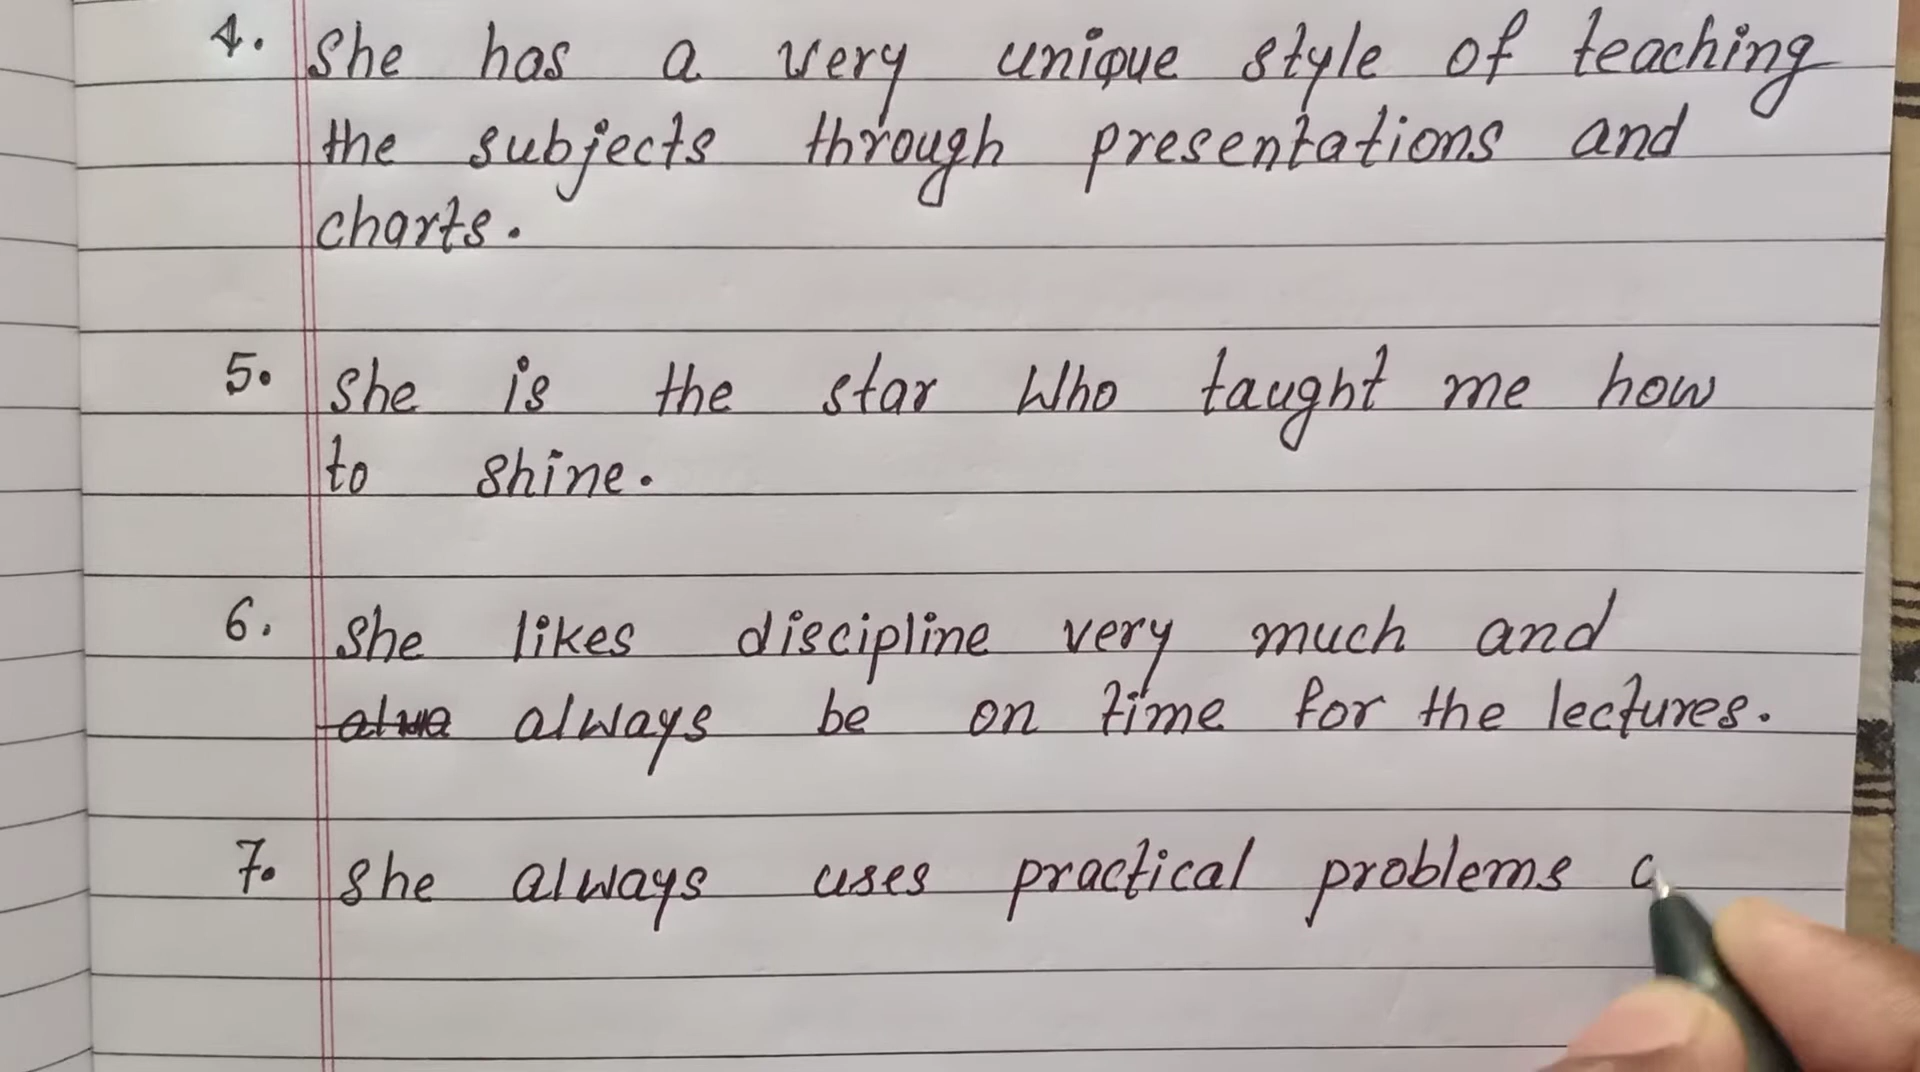 4. She has a very unique style of teaching
the subjects through presentations and
charts.
5. She is the star Who taught me how
to shine.
6. She likes discipline very much and
always be on time for the lectures.
7. She always uses practical problems